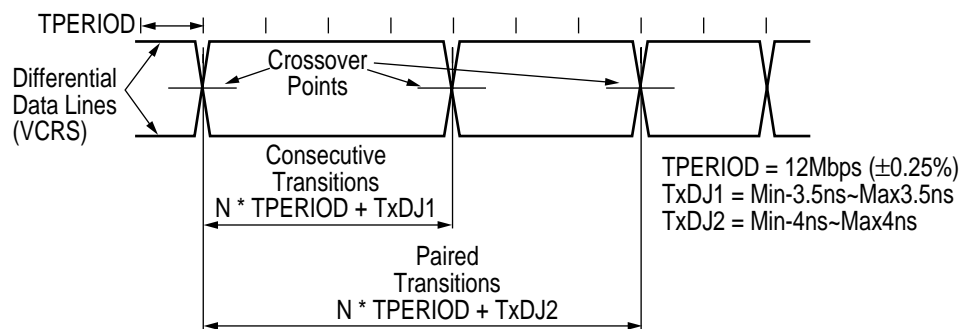 TPERIOD
Differential
Data Lines
(VCRS)
Crossover
Points
Consecutive
Transitions
N * TPERIOD + TxDJ1
Paired
Transitions
N * TPERIOD + TxDJ2
TPERIOD = 12Mbps (±0.25%)
TxDJ1 = Min-3.5ns~Max3.5ns
TxDJ2 = Min-4ns~Max4ns